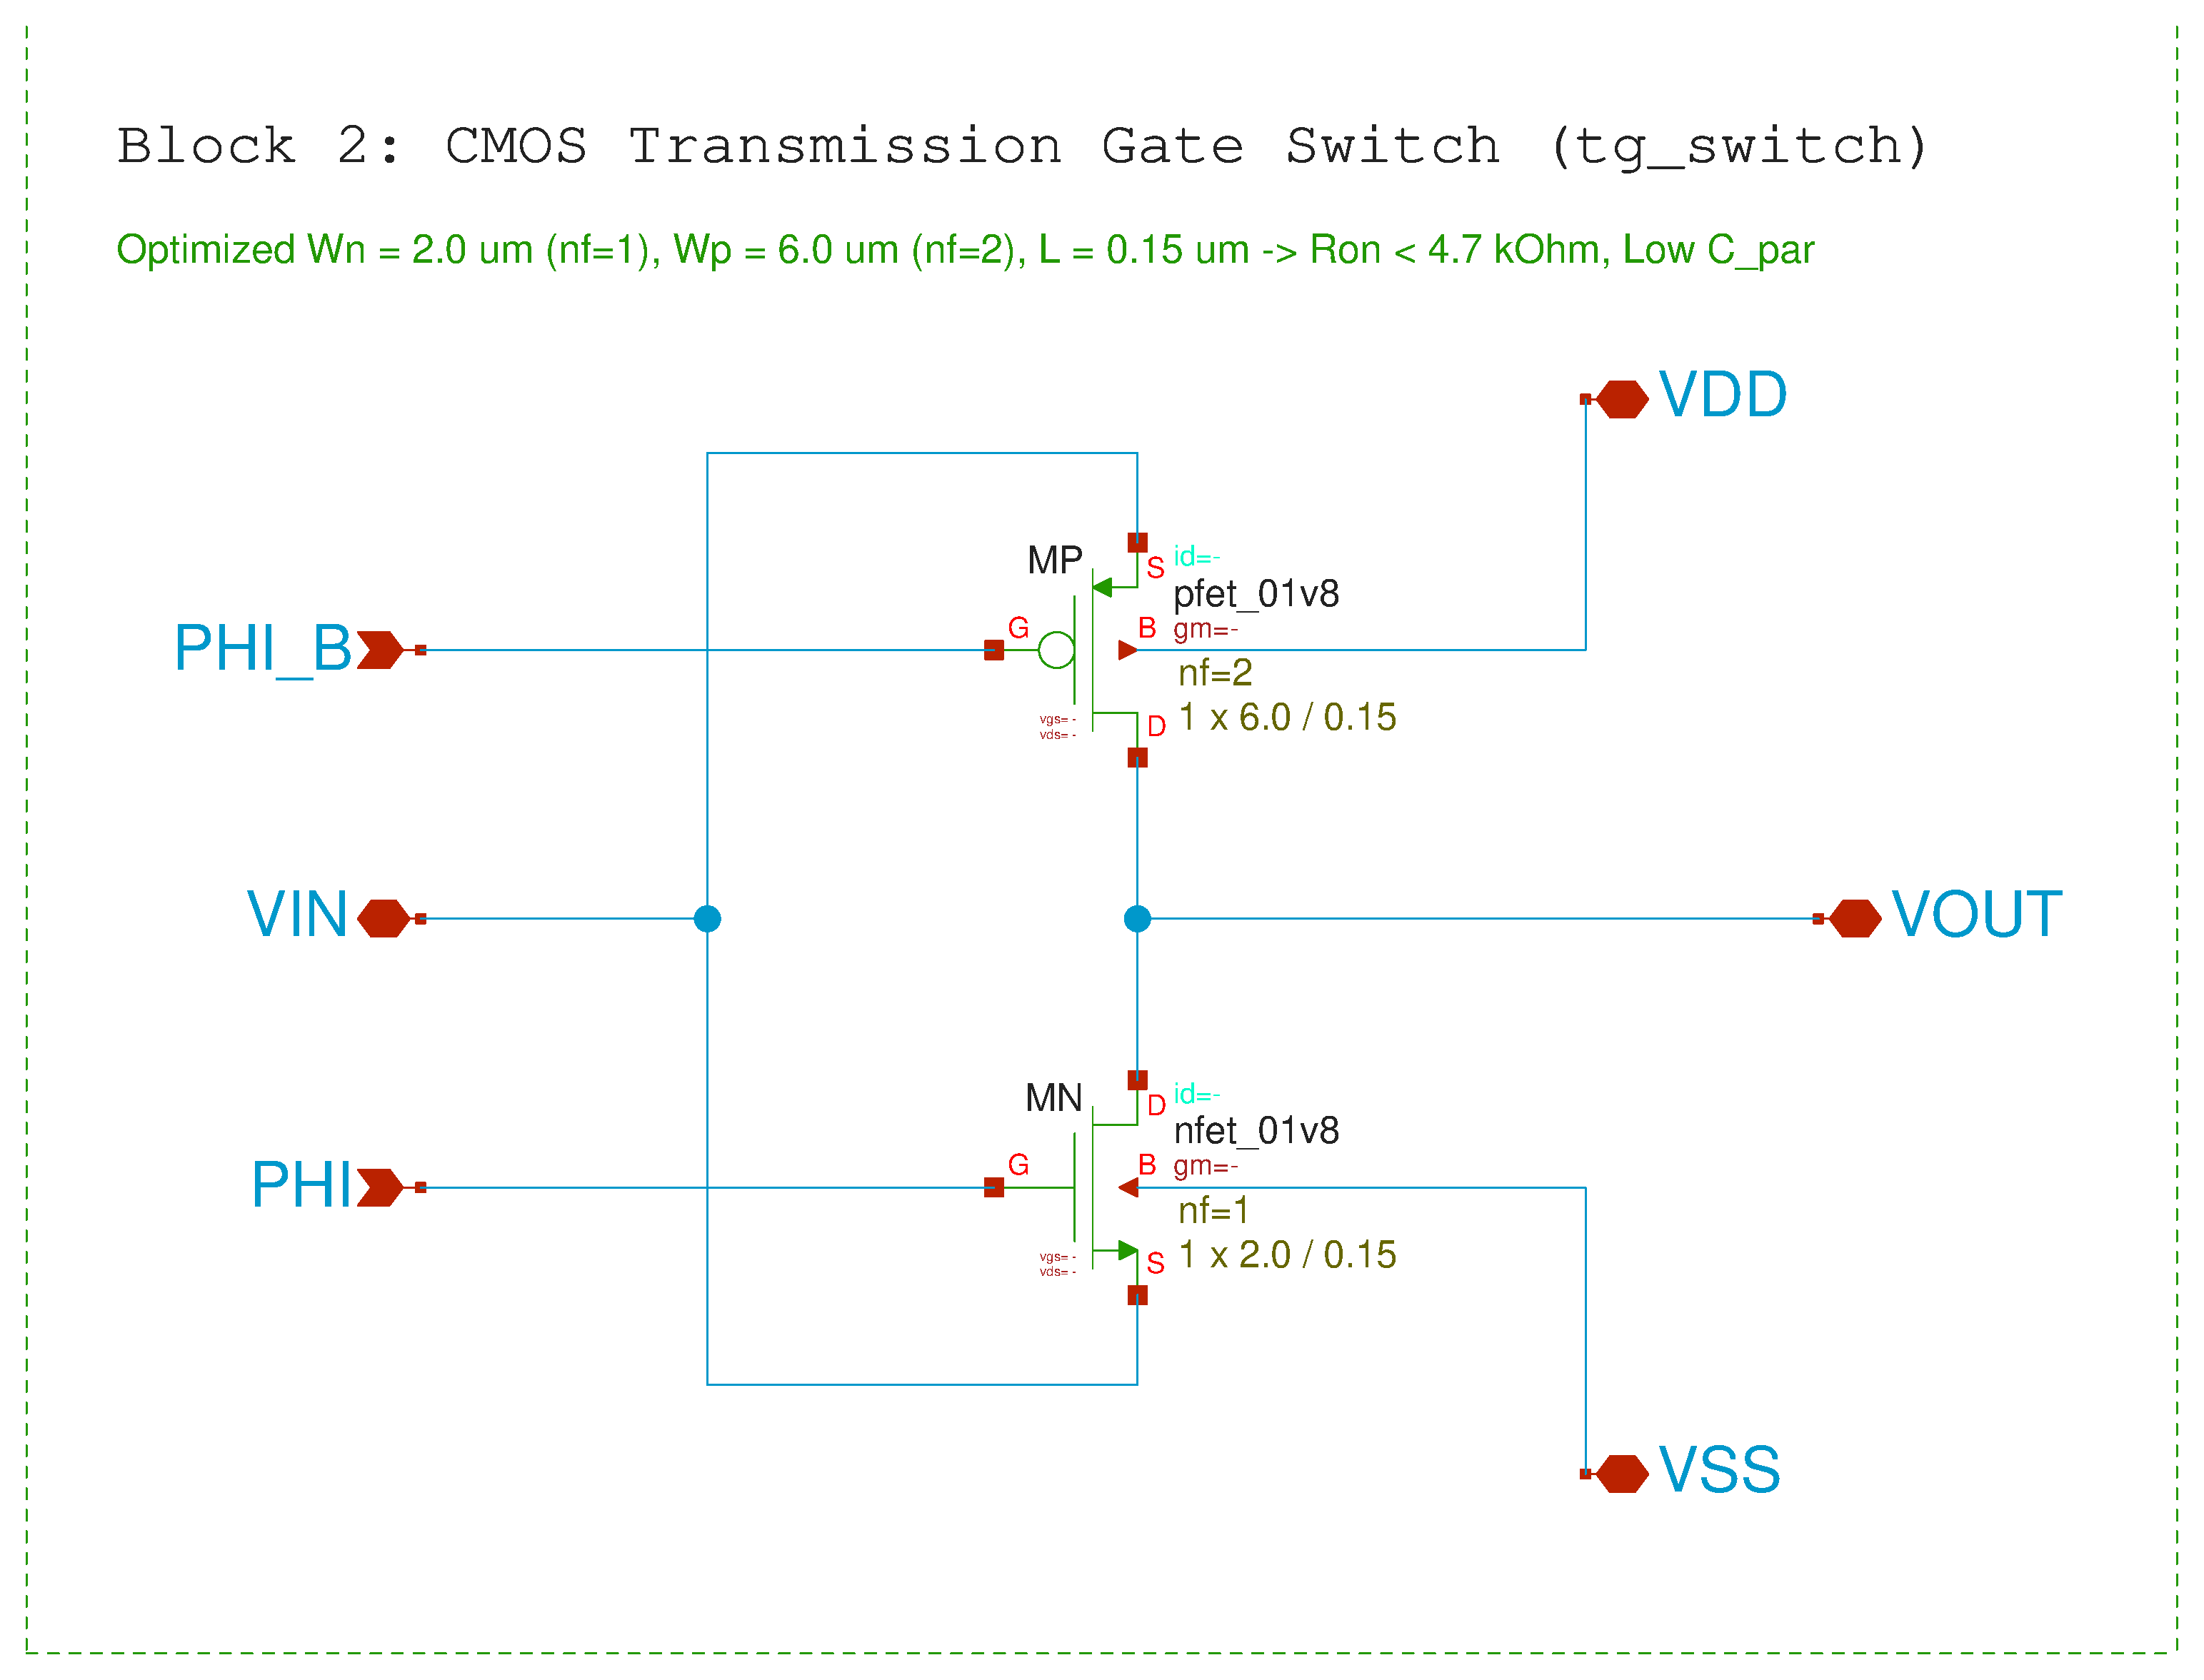 Block 2: CMOS Transmission Gate Switch (tg_switch)
Optimized Wn = 2.0 um (nf=1), Wp = 6.0 um (nf=2), L = 0.15 um -> Ron < 4.7 kOhm, Low C_par
VDD
MP
S
id=-
pfet_01v8
PHI_B
G
B
gm=-
nf=2
vgs= -
vds= -
D
1 x 6.0 / 0.15
VIN
VOUT
MN
D
id=-
nfet_01v8
PHI
G
B
gm=-
nf=1
vgs= -
vds= -
S
1 x 2.0 / 0.15
VSS